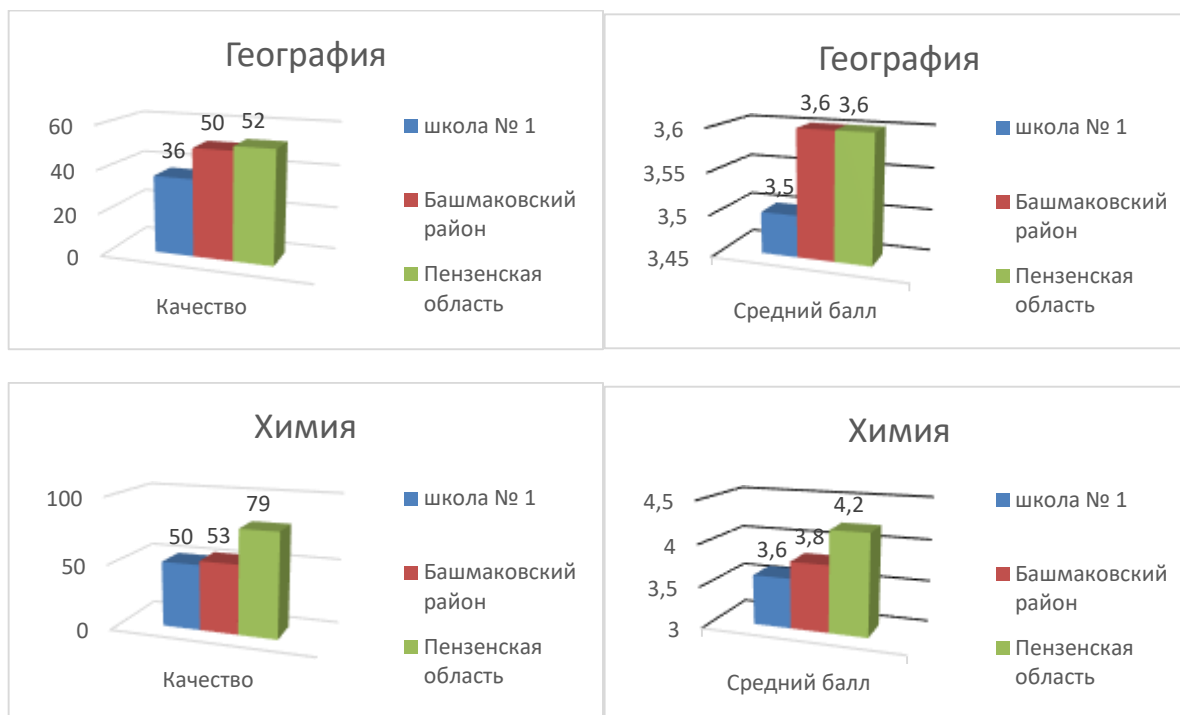 География
60
40
20
0
36
50
52
Качество
школа № 1
Башмаковский
район
Пензенская
область
География
3,6
3,55
3,5
3,45
3,5
3,6
3,6
Средний балл
школа № 1
Башмаковский
район
Пензенская
область
Химия
100
50
0
50
53
79
Качество
школа № 1
Башмаковский
район
Пензенская
область
Химия
4,5
4
3,5
3
3,6
3,8
4,2
Средний балл
школа № 1
Башмаковский
район
Пензенская
область